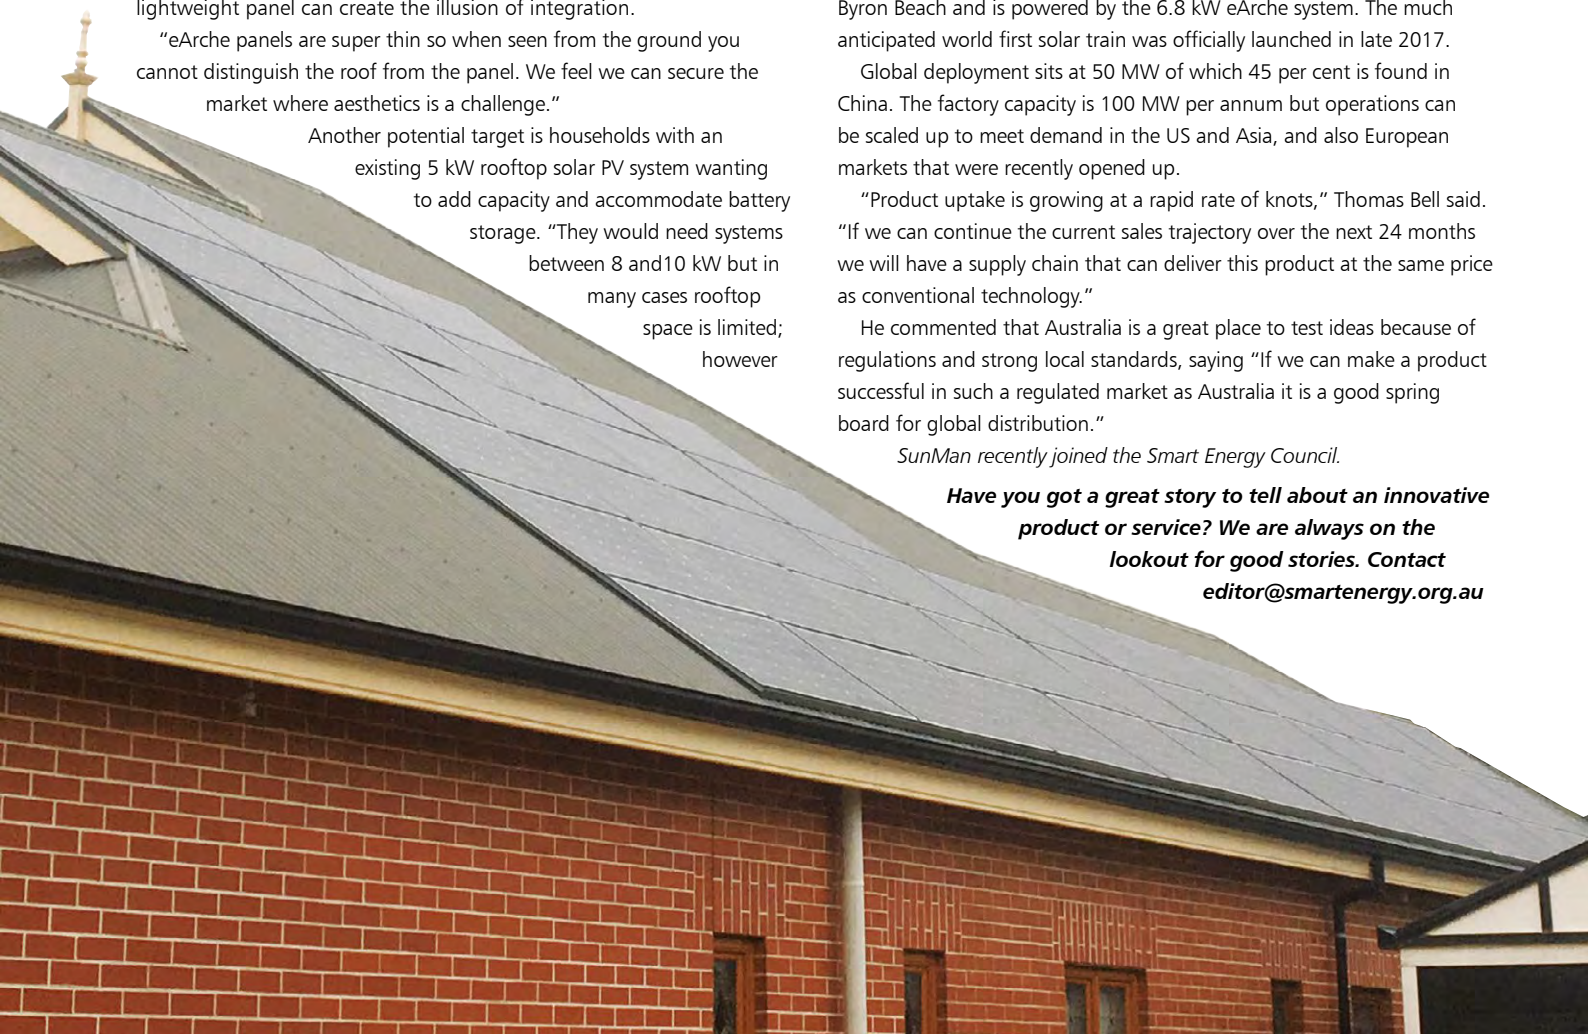 lightweight panel can create the illusion of integration.
“eArche panels are super thin so when seen from the ground you
cannot distinguish the roof from the panel. We feel we can secure the
market where aesthetics is a challenge.”
Another potential target is households with an
existing 5 kW rooftop solar PV system wanting
to add capacity and accommodate battery
storage. “They would need systems
between 8 and10 kW but in
many cases rooftop
space is limited;
however
Byron Beach and is powered by the 6.8 kW eArche system. The much
anticipated world first solar train was officially launched in late 2017.
Global deployment sits at 50 MW of which 45 per cent is found in
China. The factory capacity is 100 MW per annum but operations can
be scaled up to meet demand in the US and Asia, and also European
markets that were recently opened up.
“Product uptake is growing at a rapid rate of knots,” Thomas Bell said.
“If we can continue the current sales trajectory over the next 24 months
we will have a supply chain that can deliver this product at the same price
as conventional technology.”
He commented that Australia is a great place to test ideas because of
regulations and strong local standards, saying “If we can make a product
successful in such a regulated market as Australia it is a good spring
board for global distribution.”
SunMan recently joined the Smart Energy Council.
Have you got a great story to tell about an innovative
product or service? We are always on the
lookout for good stories. Contact
editor@smartenergy.org.au